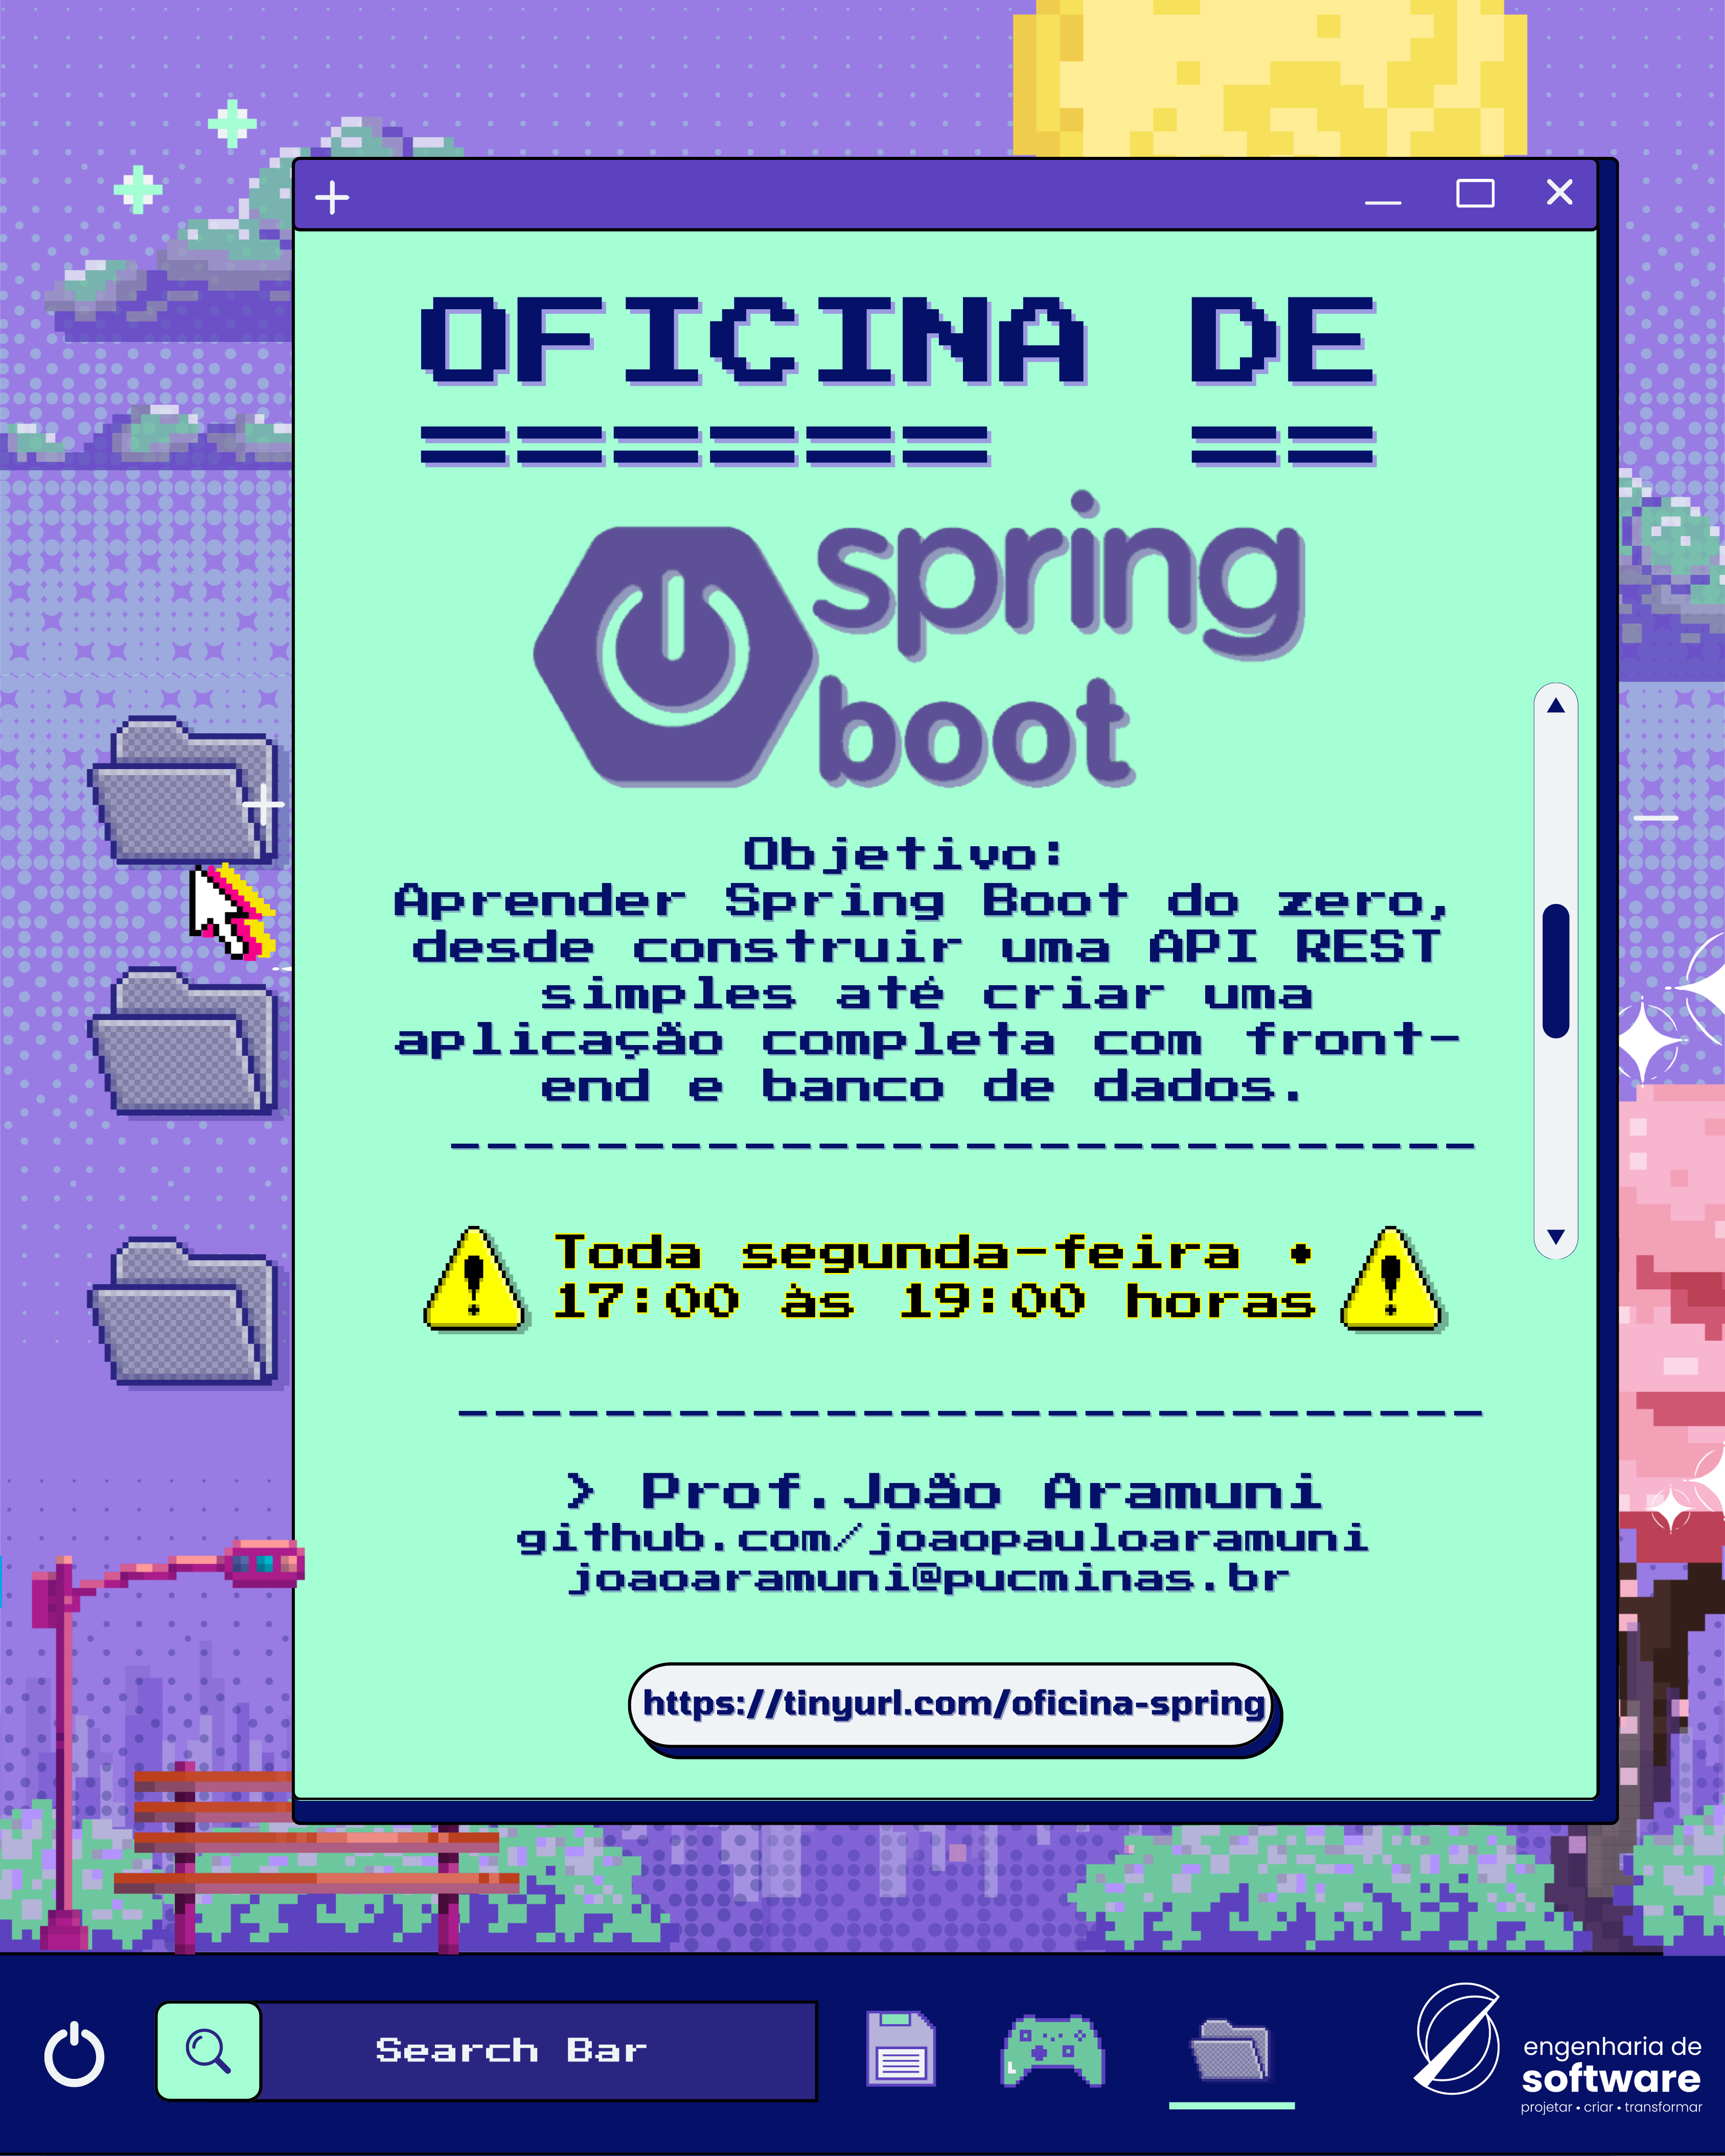 OFICINA DE
====== ==
spring
boot
Objetivo:
Aprender Spring Boot do zero,
desde construir uma API REST
simples até criar uma
aplicação completa com front-
end e banco de dados.
----------------------------
Toda segunda-feira •
17:00 às 19:00 horas
----------------------------
> Prof.João Aramuni
github.com/joaopauloaramuni
joaoaramuni@pucminas.br
https://tinyurl.com/oficina-spring
Search Bar
engenharia de
software
projetar • criar • transformar